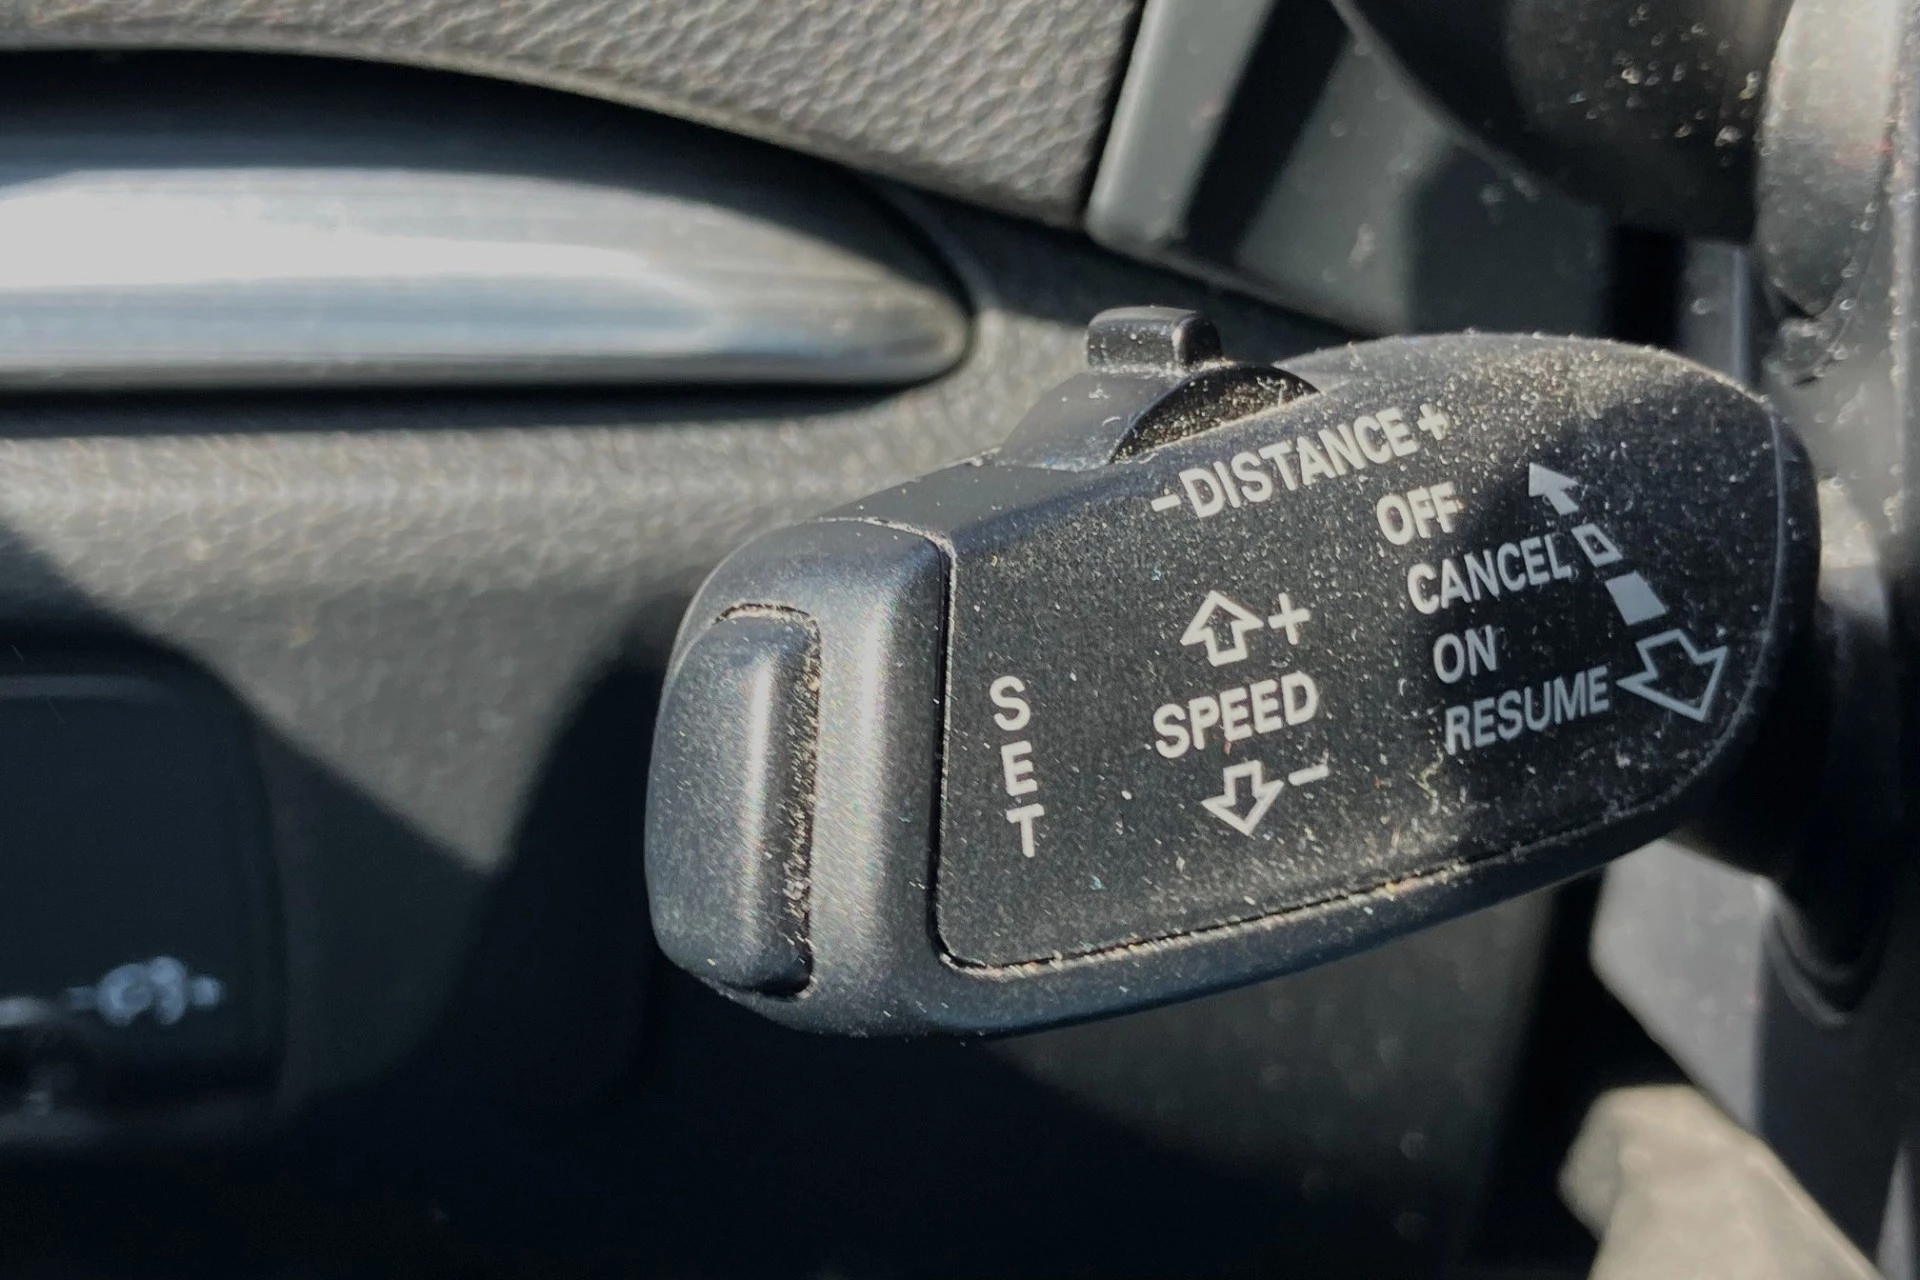 -DISTANCE+
OFF
CANCEL
ON
RESUME
+
SPEED
-
SET